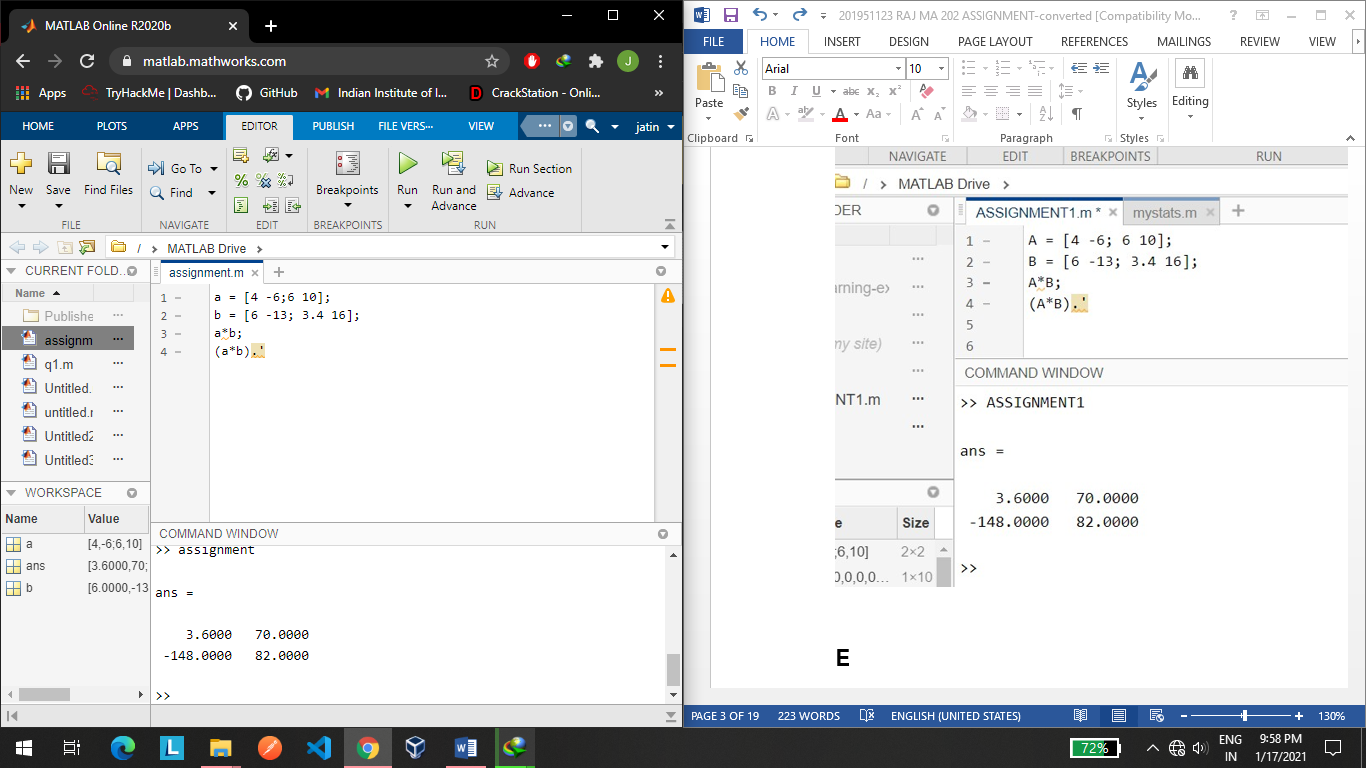 MATLAB Online R2020b
matlab.mathworks.com
J
Apps TryHackMe | Dashb... GitHub Indian Institute of I... CrackStation - Onli... »
HOME PLOTS APPS EDITOR PUBLISH FILE VERS··· VIEW ··· jatin
New Save Find Files Go To Find Breakpoints Run Run and Advance Run Section Advance
FILE NAVIGATE EDIT BREAKPOINTS RUN
/ MATLAB Drive
CURRENT FOLD...
Name
Publishe ···
assignm ···
q1.m ···
Untitled. ···
untitled.r ···
Untitled2 ···
Untitled3 ···
WORKSPACE
Name Value
a [4,-6;6,10]
ans [3.6000,70;
b [6.0000,-13
assignment.m × +
1 – a = [4 -6;6 10];
2 – b = [6 -13; 3.4 16];
3 – a*b;
4 – (a*b).'
COMMAND WINDOW
>> assignment
ans =
3.6000 70.0000
-148.0000 82.0000
>>
201951123 RAJ MA 202 ASSIGNMENT-converted [Compatibility Mo...
FILE HOME INSERT DESIGN PAGE LAYOUT REFERENCES MAILINGS REVIEW VIEW
Paste
Arial 10
B I U abc x₂ x²
A A A Aa A A
Styles Editing
Clipboard Font Paragraph Styles
NAVIGATE EDIT BREAKPOINTS RUN
/ MATLAB Drive
DER
ASSIGNMENT1.m * × mystats.m × +
1 – A = [4 -6; 6 10];
2 – B = [6 -13; 3.4 16];
3 – A*B;
4 – (A*B).'
5
6
···
arning-ex ···
my site)
···
NT1.m ···
···
COMMAND WINDOW
>> ASSIGNMENT1
ans =
3.6000 70.0000
-148.0000 82.0000
>>
e Size
;6,10] 2×2
0,0,0,0... 1×10
E
PAGE 3 OF 19 223 WORDS ENGLISH (UNITED STATES) 130%
72% ENG 9:58 PM
IN 1/17/2021